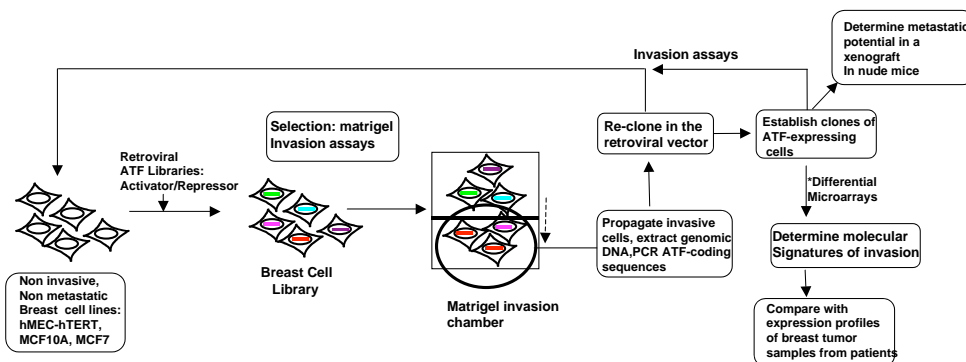 Determine metastatic
potential in a
xenograft
In nude mice
Invasion assays
Selection: matrigel
Invasion assays
Re-clone in the
retroviral vector
Establish clones of
ATF-expressing
cells
Retroviral
ATF Libraries:
Activator/Repressor
*Differential
Microarrays
Propagate invasive
cells, extract genomic
DNA,PCR ATF-coding
sequences
Determine molecular
Signatures of invasion
Breast Cell
Library
Non invasive,
Non metastatic
Breast cell lines:
hMEC-hTERT,
MCF10A, MCF7
Matrigel invasion
chamber
Compare with
expression profiles
of breast tumor
samples from patients